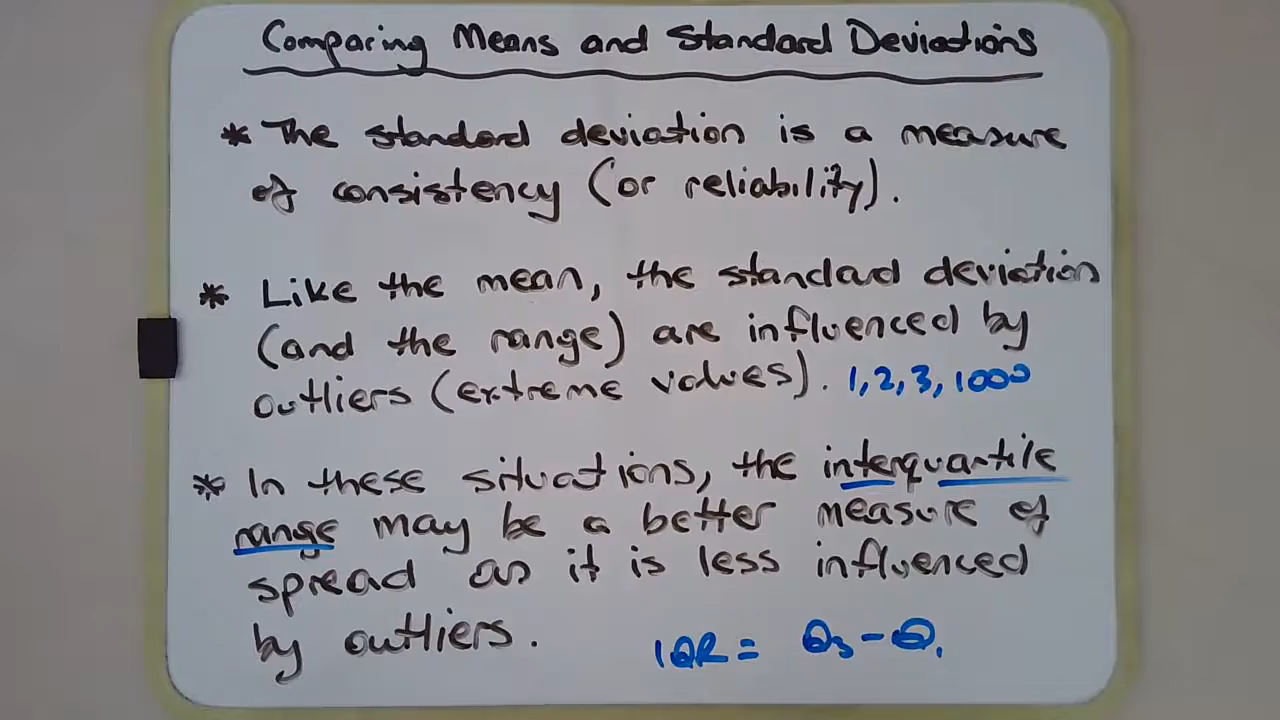 Comparing Means and Standard Deviations
* The standard deviation is a measure
of consistency (or reliability).
* Like the mean, the standard deviation
(and the range) are influenced by
outliers (extreme values). 1, 2, 3, 1000
* In these situations, the interquartile
range may be a better measure of
spread as it is less influenced
by outliers.
IQR = Q3 - Q1